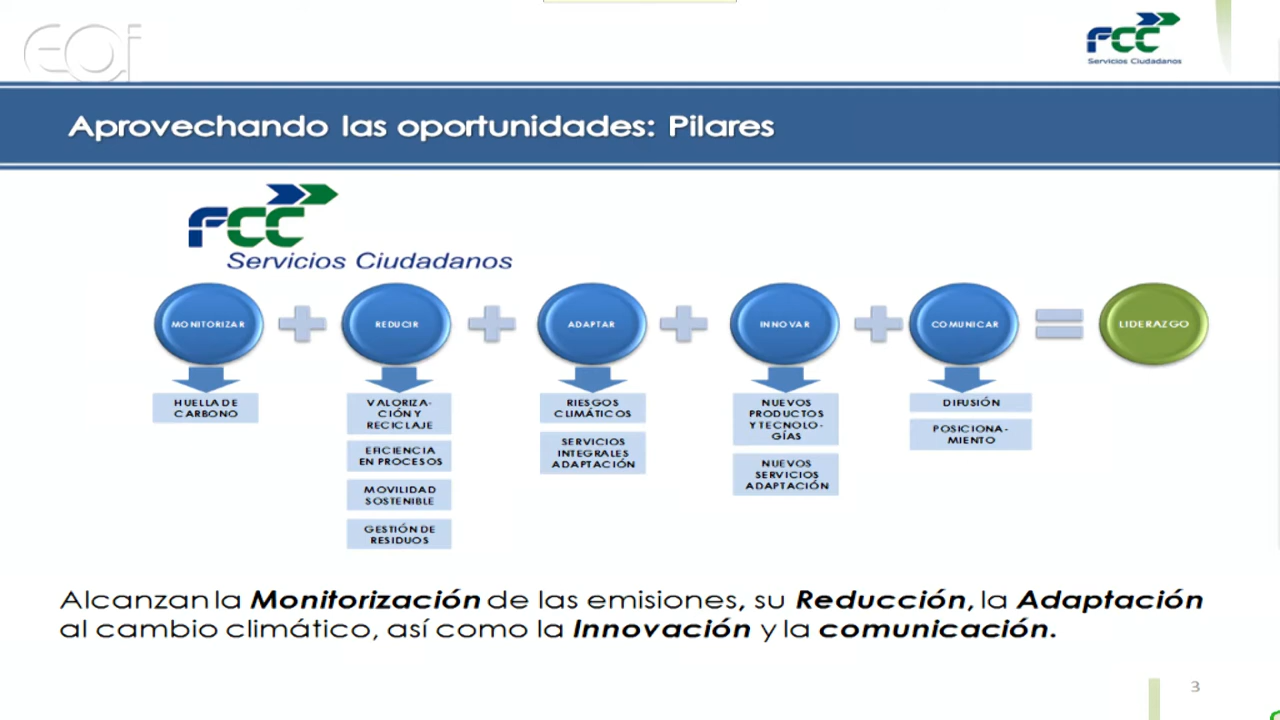 eoi
FCC
Servicios Ciudadanos
Aprovechando las oportunidades: Pilares
FCC
Servicios Ciudadanos
MONITORIZAR
REDUCIR
ADAPTAR
INNOVAR
COMUNICAR
LIDERAZGO
HUELLA DE
CARBONO
VALORIZA-
CIÓN Y
RECICLAJE
EFICIENCIA
EN PROCESOS
MOVILIDAD
SOSTENIBLE
GESTIÓN DE
RESIDUOS
RIESGOS
CLIMÁTICOS
SERVICIOS
INTEGRALES
ADAPTACIÓN
NUEVOS
PRODUCTOS
Y TECNOLO-
GÍAS
NUEVOS
SERVICIOS
ADAPTACIÓN
DIFUSIÓN
POSICIONA-
MIENTO
Alcanzan la Monitorización de las emisiones, su Reducción, la Adaptación
al cambio climático, así como la Innovación y la comunicación.
3